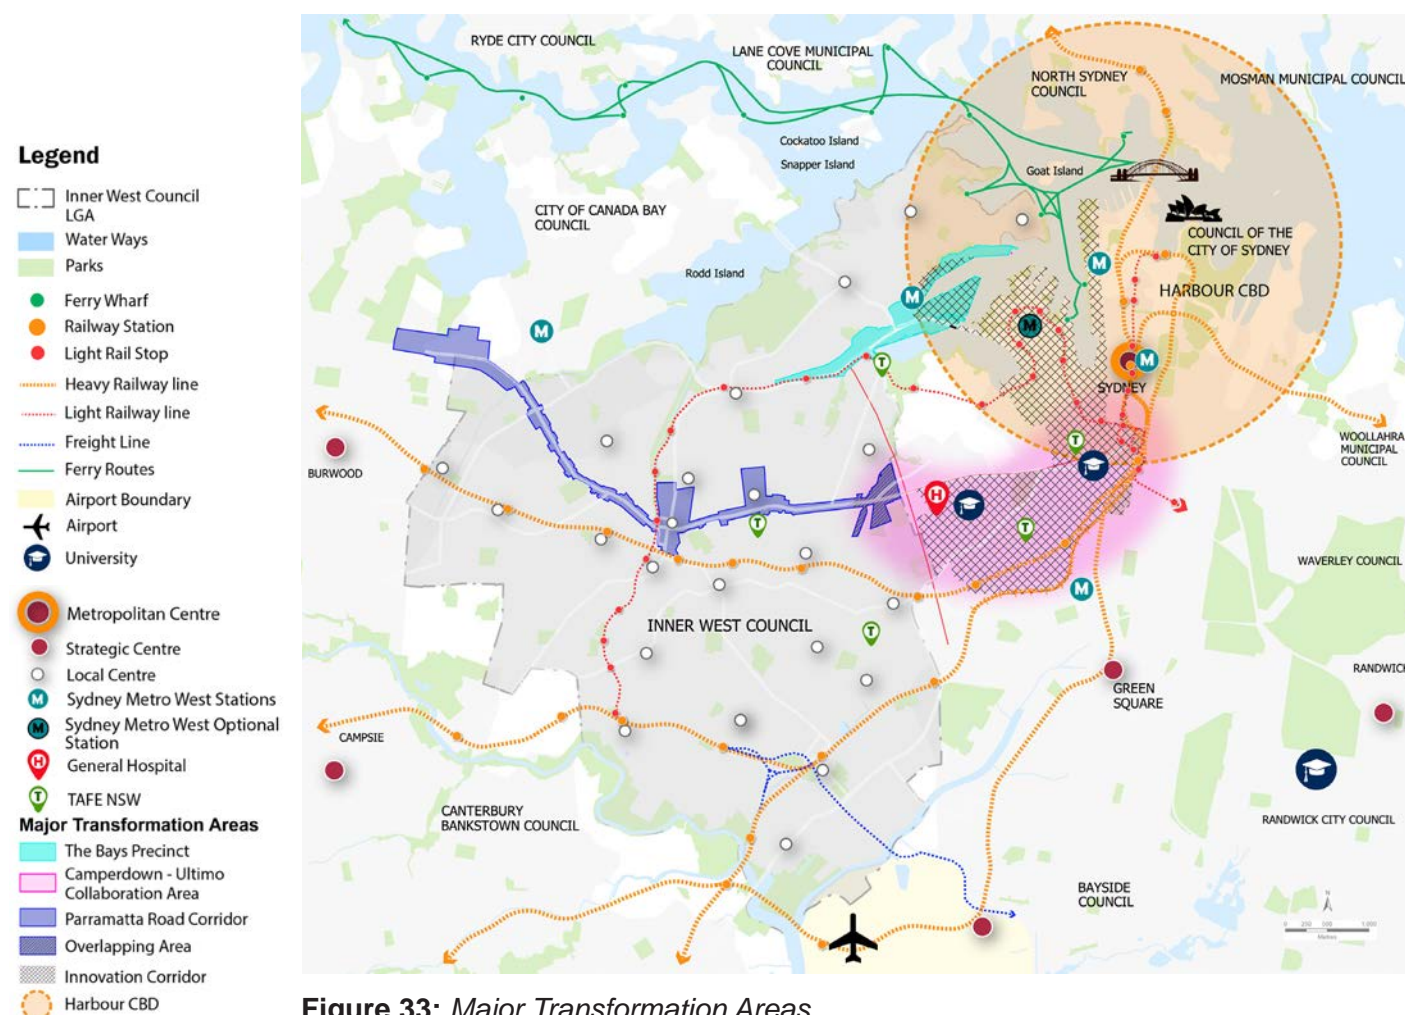 Legend
Inner West Council
LGA
Water Ways
Parks
Ferry Wharf
Railway Station
Light Rail Stop
Heavy Railway line
Light Railway line
Freight Line
Ferry Routes
Airport Boundary
Airport
University
Metropolitan Centre
Strategic Centre
Local Centre
M Sydney Metro West Stations
M Sydney Metro West Optional
Station
H General Hospital
T TAFE NSW
Major Transformation Areas
The Bays Precinct
Camperdown - Ultimo
Collaboration Area
Parramatta Road Corridor
Overlapping Area
Innovation Corridor
Harbour CBD
RYDE CITY COUNCIL
LANE COVE MUNICIPAL
COUNCIL
NORTH SYDNEY
COUNCIL
MOSMAN MUNICIPAL COUNCIL
Cockatoo Island
Snapper Island
Goat Island
CITY OF CANADA BAY
COUNCIL
COUNCIL OF THE
CITY OF SYDNEY
Rodd Island
M
M
HARBOUR CBD
M
M
M
T
SYDNEY
WOOLLAHRA
MUNICIPAL
COUNCIL
T
BURWOOD
H
T
T
WAVERLEY COUNCIL
M
INNER WEST COUNCIL
T
RANDWICK
GREEN
SQUARE
CAMPSIE
CANTERBURY
BANKSTOWN COUNCIL
RANDWICK CITY COUNCIL
BAYSIDE
COUNCIL
N
0 250 500 1,000
Metres
Figure 33: Major Transformation Areas